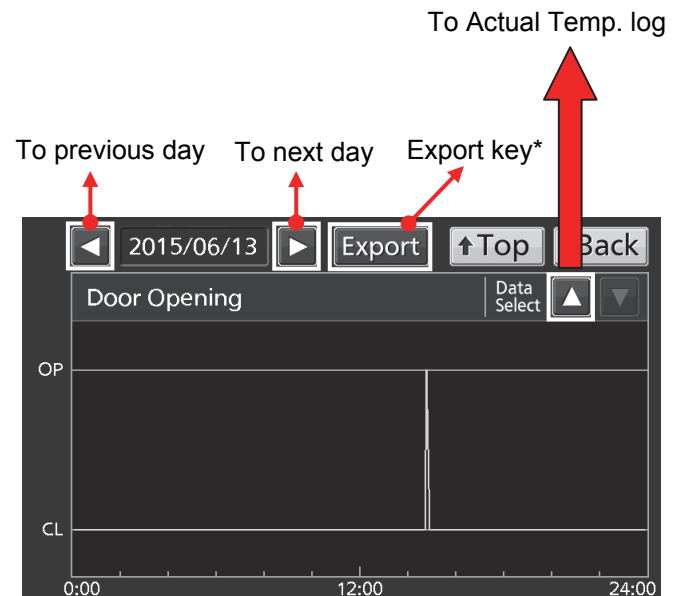 To Actual Temp. log
To previous day To next day Export key*
2015/06/13 Export Top Back
Door Opening Data Select
OP
CL
0:00 12:00 24:00